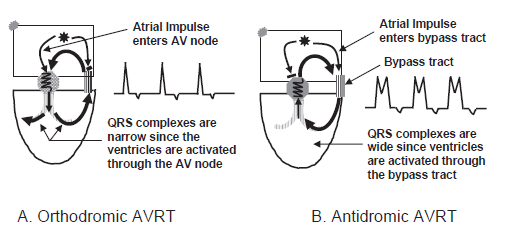 Atrial Impulse
enters AV node
QRS complexes are
narrow since the
ventricles are activated
through the AV node
A. Orthodromic AVRT
Atrial Impulse
enters bypass tract
Bypass tract
QRS complexes are
wide since ventricles
are activated through
the bypass tract
B. Antidromic AVRT